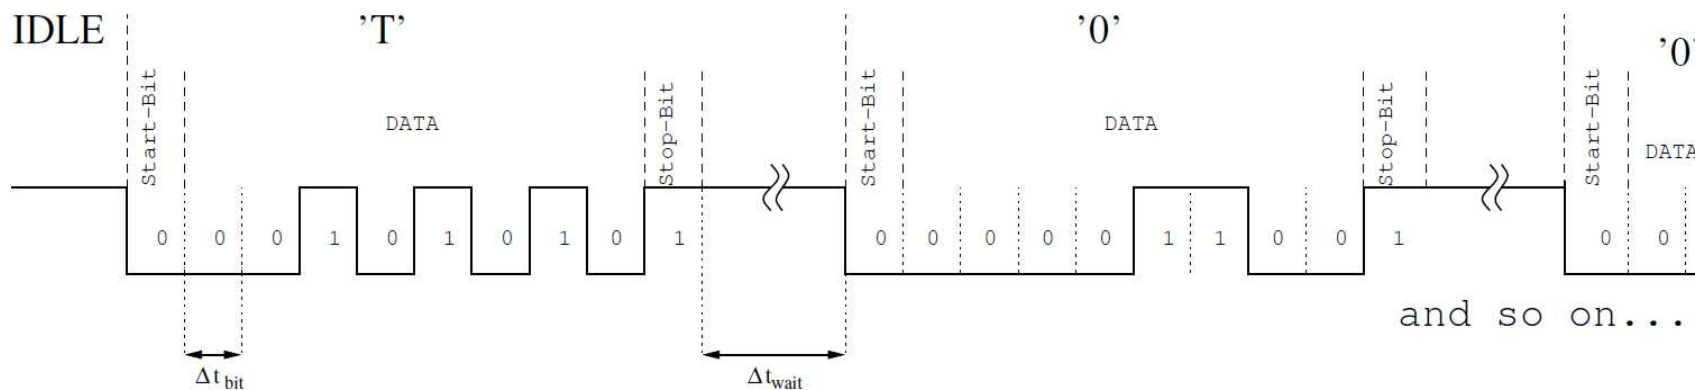 IDLE 'T' '0' '0'
Start-Bit Stop-Bit Start-Bit Stop-Bit Start-Bit
DATA DATA DATA
0 0 0 1 0 1 0 1 0 1 0 0 0 0 0 1 1 0 0 1 0 0
and so on...
Δt bit Δt wait